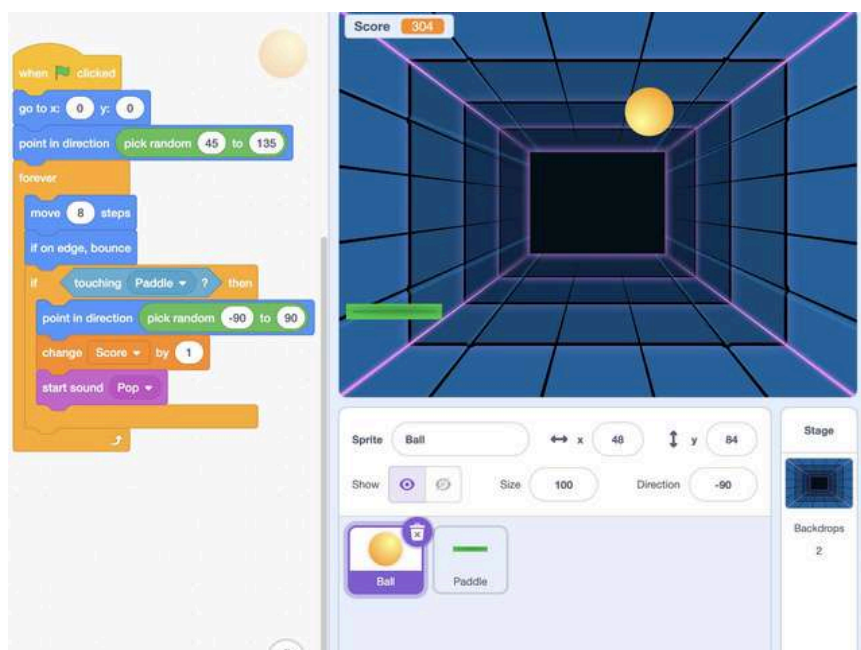 when clicked
go to x: 0 y: 0
point in direction pick random 45 to 135
forever
move 8 steps
if on edge, bounce
if touching Paddle ? then
point in direction pick random -90 to 90
change Score by 1
start sound Pop
Score 304
Sprite Ball x 48 y 84
Show Size 100 Direction -90
Ball
Paddle
Stage
Backdrops
2